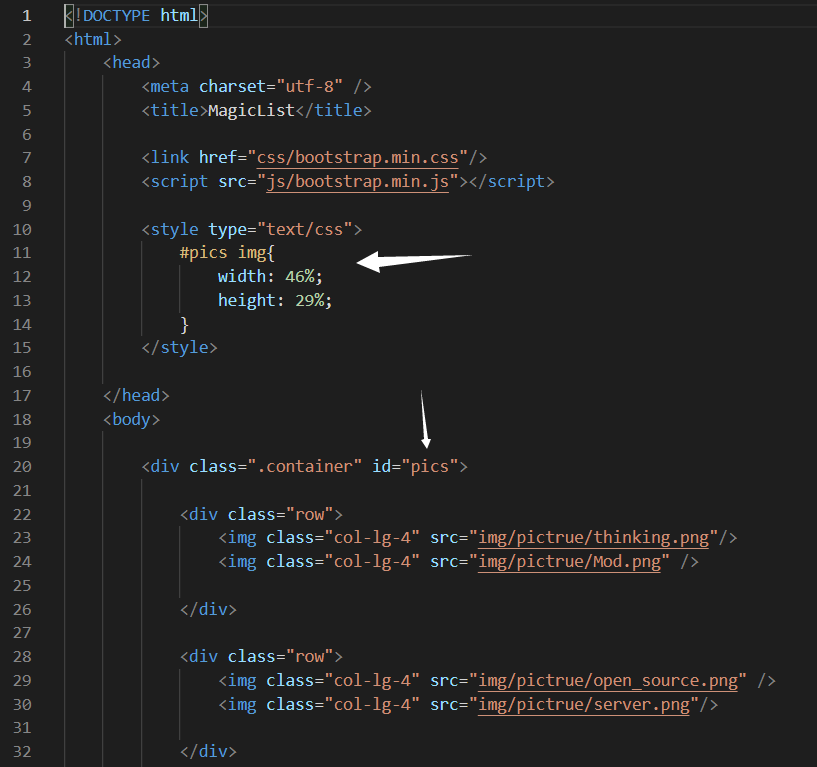 1 <!DOCTYPE html>
2 <html>
3 <head>
4 <meta charset="utf-8" />
5 <title>MagicList</title>
6
7 <link href="css/bootstrap.min.css"/>
8 <script src="js/bootstrap.min.js"></script>
9
10 <style type="text/css">
11 #pics img{
12 width: 46%;
13 height: 29%;
14 }
15 </style>
16
17 </head>
18 <body>
19
20 <div class=".container" id="pics">
21
22 <div class="row">
23 <img class="col-lg-4" src="img/pictrue/thinking.png"/>
24 <img class="col-lg-4" src="img/pictrue/Mod.png" />
25
26 </div>
27
28 <div class="row">
29 <img class="col-lg-4" src="img/pictrue/open_source.png" />
30 <img class="col-lg-4" src="img/pictrue/server.png"/>
31
32 </div>